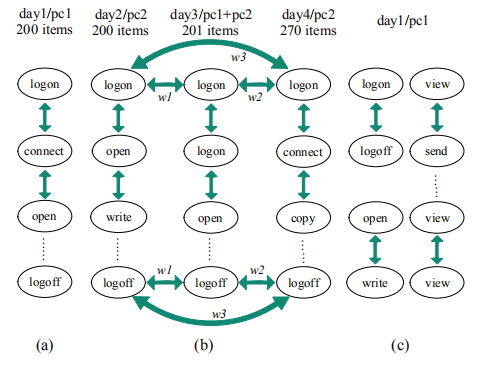 day1/pc1 day2/pc2 day3/pc1+pc2 day4/pc2 day1/pc1
200 items 200 items 201 items 270 items
w3
logon logon logon logon logon view
w1 w2
connect open logon connect logoff send
open write open copy open view
w1 w2
logoff logoff logoff logoff write view
w3
(a) (b) (c)